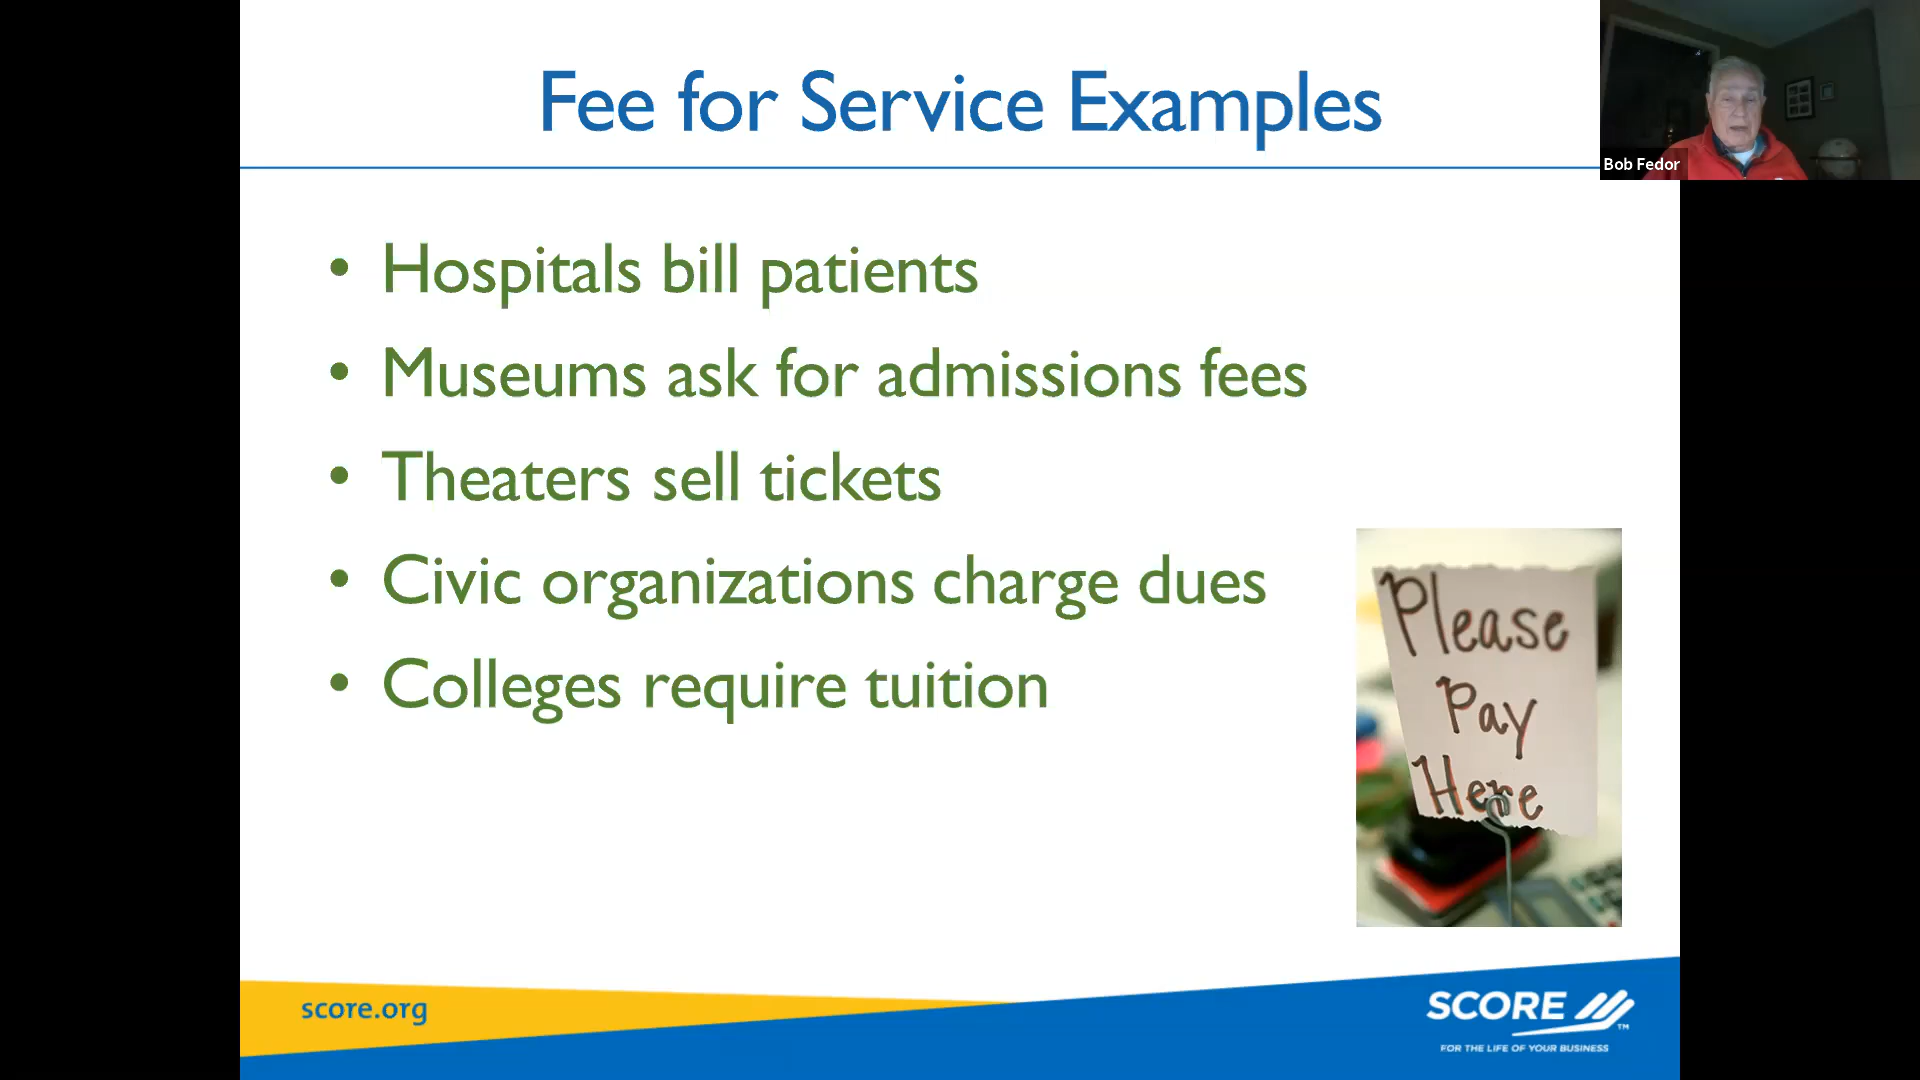 Fee for Service Examples
Bob Fedor
• Hospitals bill patients
• Museums ask for admissions fees
• Theaters sell tickets
• Civic organizations charge dues
• Colleges require tuition
Please
Pay
Here
score.org
SCORE
TM
FOR THE LIFE OF YOUR BUSINESS